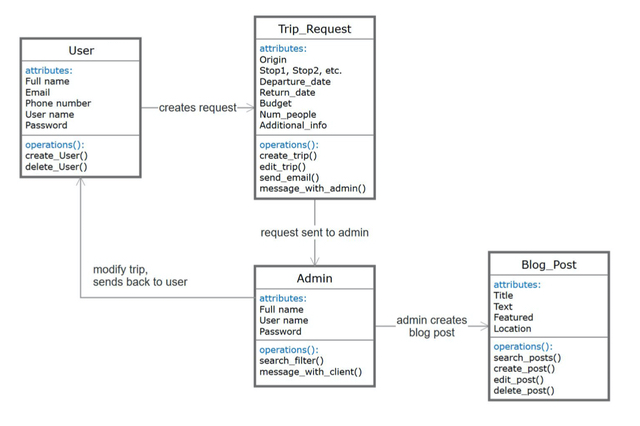 User
attributes:
Full name
Email
Phone number
User name
Password
operations():
create_User()
delete_User()
creates request
Trip_Request
attributes:
Origin
Stop1, Stop2, etc.
Departure_date
Return_date
Budget
Num_people
Additional_info
operations():
create_trip()
edit_trip()
send_email()
message_with_admin()
request sent to admin
modify trip,
sends back to user
Admin
attributes:
Full name
User name
Password
operations():
search_filter()
message_with_client()
admin creates
blog post
Blog_Post
attributes:
Title
Text
Featured
Location
operations():
search_posts()
create_post()
edit_post()
delete_post()